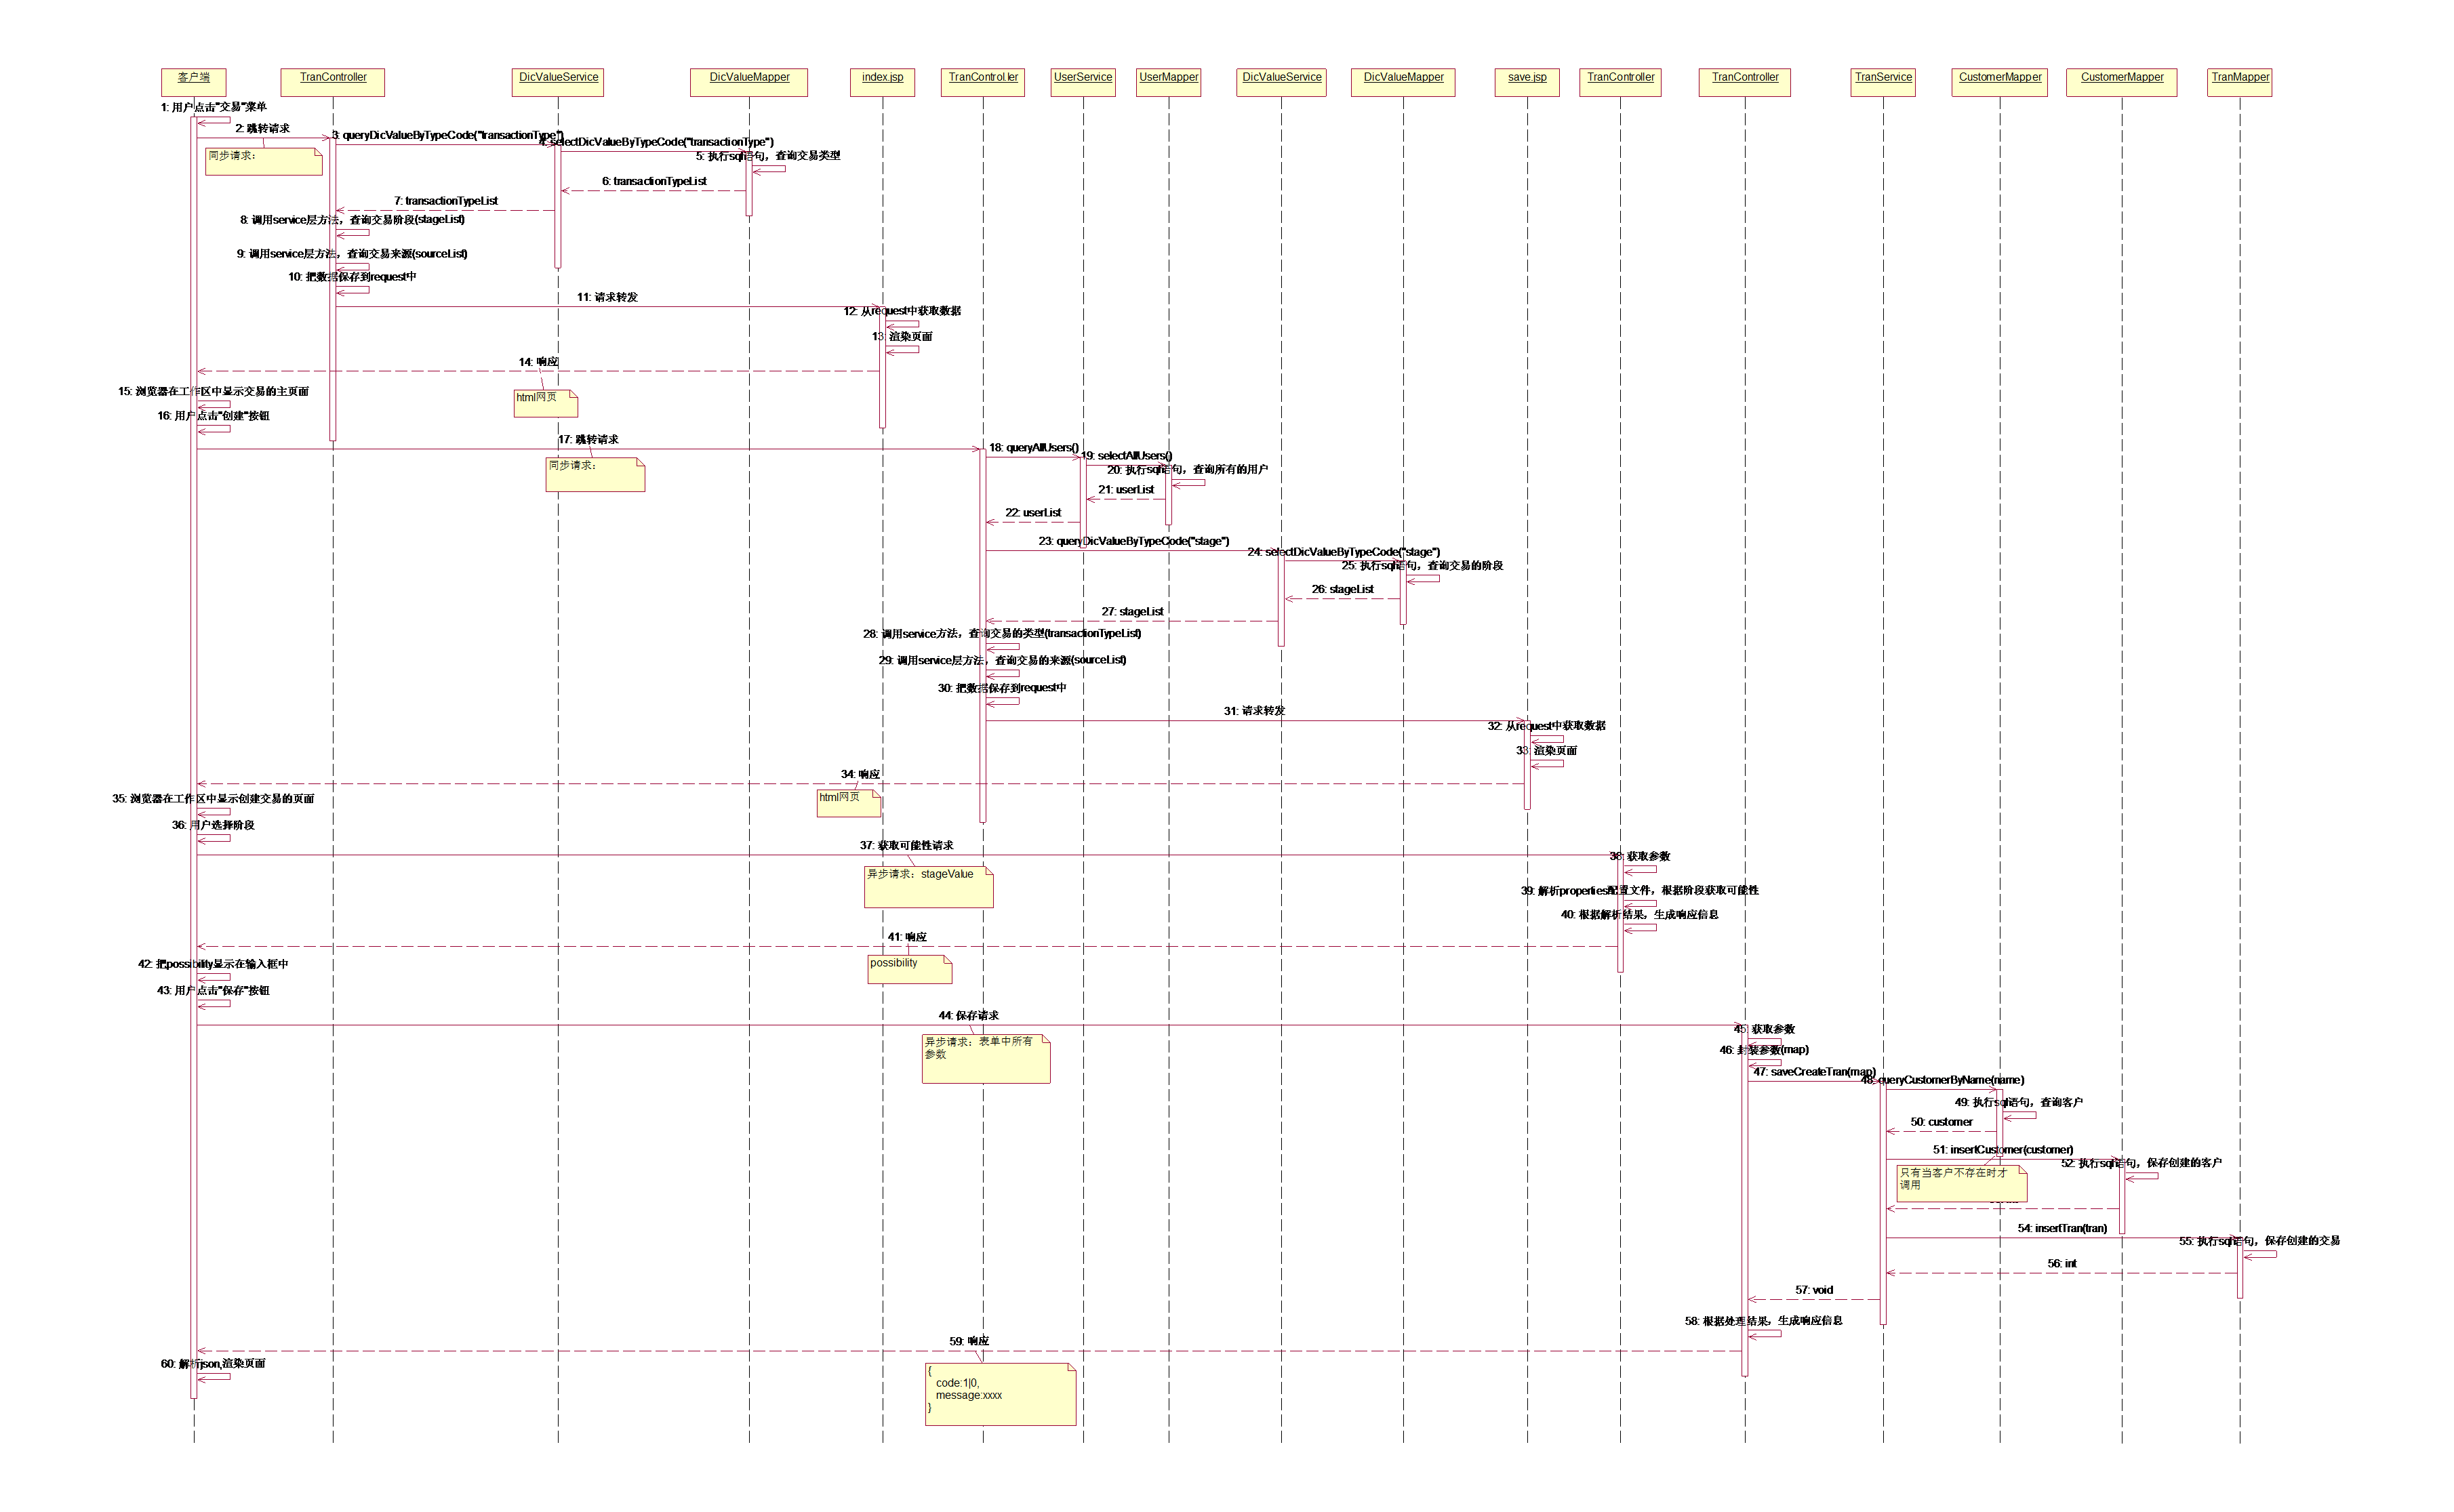 客户端
TranController
DicValueService
DicValueMapper
index.jsp
TranControl.ler
UserService
UserMapper
DicValueService
DicValueMapper
save.jsp
TranController
TranController
TranService
CustomerMapper
CustomerMapper
TranMapper
1: 用户点击"交易"菜单
2: 跳转请求
同步请求：
3: queryDicValueByTypeCode("transactionType")
4: selectDicValueByTypeCode("transactionType")
5: 执行sql语句，查询交易类型
6: transactionTypeList
7: transactionTypeList
8: 调用service层方法，查询交易阶段(stageList)
9: 调用service层方法，查询交易来源(sourceList)
10: 把数据保存到request中
11: 请求转发
12: 从request中获取数据
13: 渲染页面
14: 响应
html网页
15: 浏览器在工作区中显示交易的主页面
16: 用户点击"创建"按钮
17: 跳转请求
同步请求：
18: queryAllUsers()
19: selectAllUsers()
20: 执行sql语句，查询所有的用户
21: userList
22: userList
23: queryDicValueByTypeCode("stage")
24: selectDicValueByTypeCode("stage")
25: 执行sql语句，查询交易的阶段
26: stageList
27: stageList
28: 调用service方法，查询交易的类型(transactionTypeList)
29: 调用service层方法，查询交易的来源(sourceList)
30: 把数据保存到request中
31: 请求转发
32: 从request中获取数据
33: 渲染页面
34: 响应
html网页
35: 浏览器在工作区中显示创建交易的页面
36: 用户选择阶段
37: 获取可能性请求
异步请求：stageValue
38: 获取参数
39: 解析properties配置文件，根据阶段获取可能性
40: 根据解析结果，生成响应信息
41: 响应
possibility
42: 把possibility显示在输入框中
43: 用户点击"保存"按钮
44: 保存请求
异步请求：表单中所有
参数
45: 获取参数
46: 封装参数(map)
47: saveCreateTran(map)
48: queryCustomerByName(name)
49: 执行sql语句，查询客户
50: customer
51: insertCustomer(customer)
只有当客户不存在时才
调用
52: 执行sql语句，保存创建的客户
54: insertTran(tran)
55: 执行sql语句，保存创建的交易
56: int
57: void
58: 根据处理结果，生成响应信息
59: 响应
{
code:1|0,
message:xxxx
}
60: 解析json,渲染页面